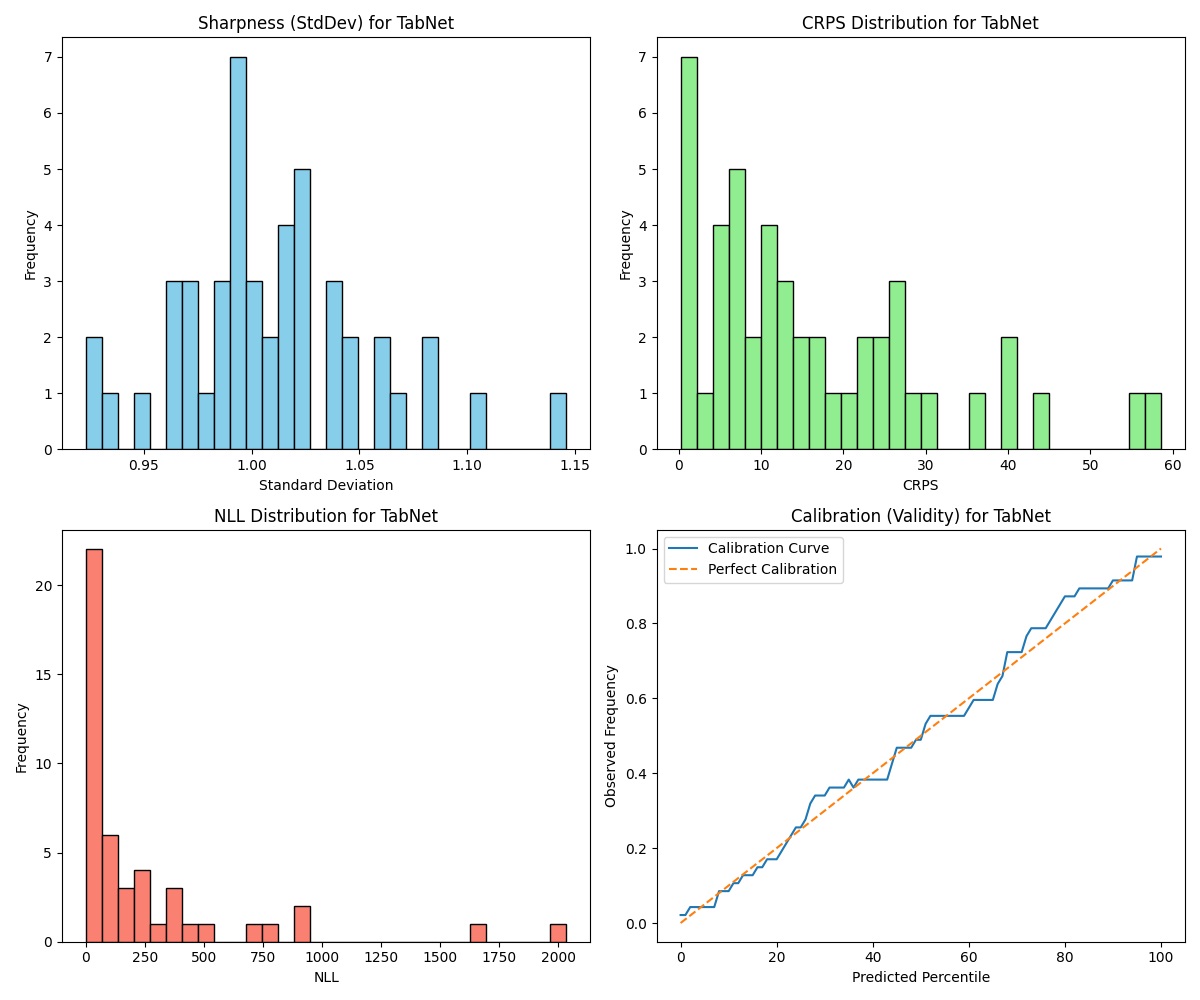 Sharpness (StdDev) for TabNet
7
6
5
4
3
2
1
0
Frequency
0.95 1.00 1.05 1.10 1.15
Standard Deviation
CRPS Distribution for TabNet
7
6
5
4
3
2
1
0
Frequency
0 10 20 30 40 50 60
CRPS
NLL Distribution for TabNet
20
15
10
5
0
Frequency
0 250 500 750 1000 1250 1500 1750 2000
NLL
Calibration (Validity) for TabNet
Calibration Curve
Perfect Calibration
1.0
0.8
0.6
0.4
0.2
0.0
Observed Frequency
0 20 40 60 80 100
Predicted Percentile